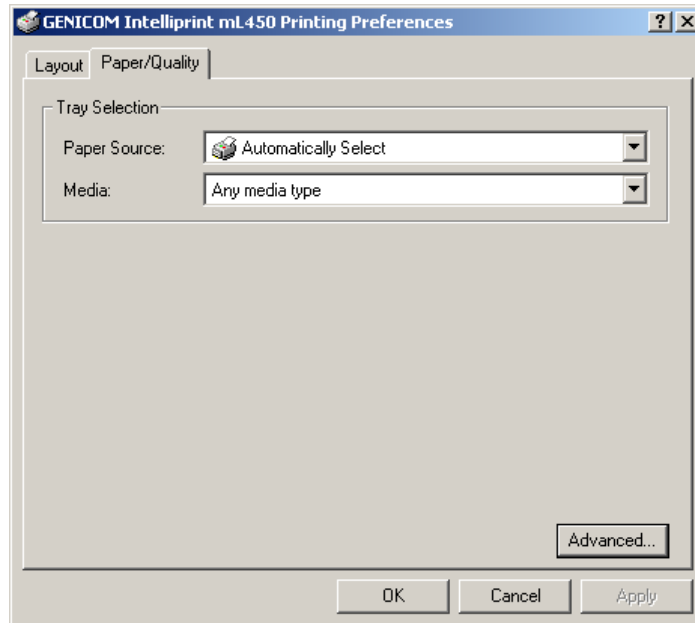 GENICOM Intelliprint mL450 Printing Preferences
Layout Paper/Quality
Tray Selection
Paper Source: Automatically Select
Media: Any media type
Advanced...
OK Cancel Apply